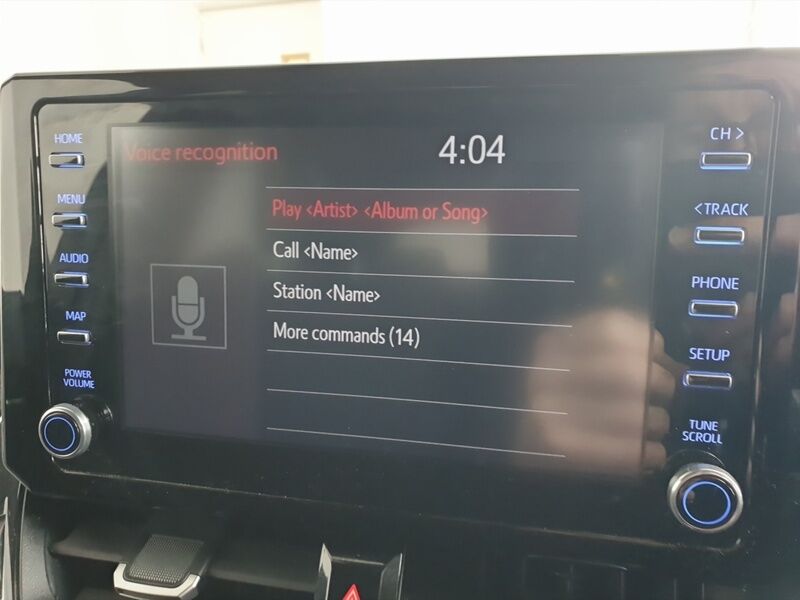 HOME
MENU
AUDIO
MAP
POWER
VOLUME
Voice recognition
4:04
Play <Artist> <Album or Song>
Call <Name>
Station <Name>
More commands (14)
CH >
< TRACK
PHONE
SETUP
TUNE
SCROLL